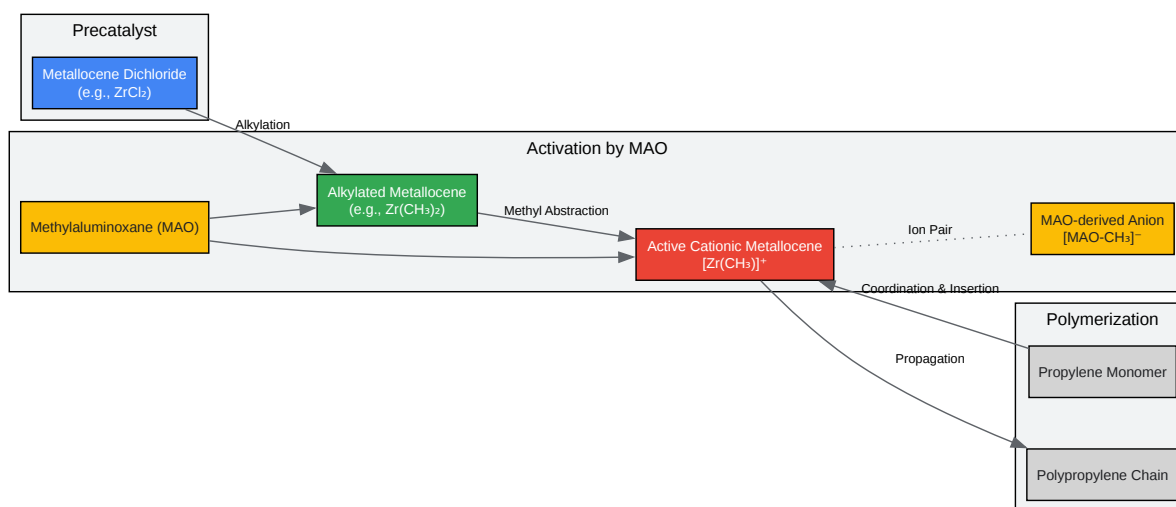 Precatalyst
Metallocene Dichloride
(e.g., ZrCl₂)
Alkylation
Activation by MAO
Alkylated Metallocene
(e.g., Zr(CH₃)₂)
Methylaluminoxane (MAO)
Methyl Abstraction
Active Cationic Metallocene
[Zr(CH₃)]⁺
Ion Pair
MAO-derived Anion
[MAO-CH₃]⁻
Coordination & Insertion
Polymerization
Propylene Monomer
Propagation
Polypropylene Chain